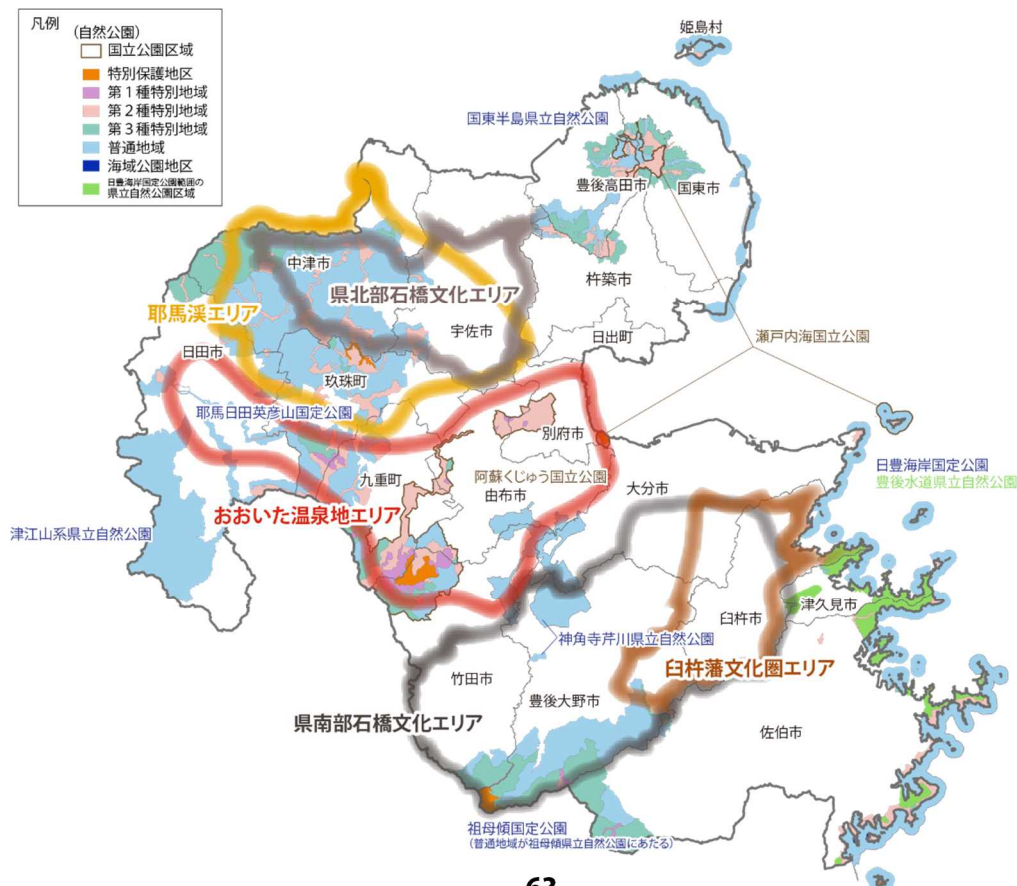 凡例
（自然公園）
国立公園区域
特別保護地区
第１種特別地域
第２種特別地域
第３種特別地域
普通地域
海域公園地区
日豊海岸国定公園範囲の
県立自然公園区域
姫島村
国東半島県立自然公園
豊後高田市
国東市
中津市
杵築市
県北部石橋文化エリア
耶馬渓エリア
宇佐市
日出町
瀬戸内海国立公園
日田市
玖珠町
耶馬日田英彦山国定公園
別府市
日豊海岸国定公園
豊後水道県立自然公園
九重町
阿蘇くじゅう国立公園
由布市
大分市
おおいた温泉地エリア
津江山系県立自然公園
津久見市
臼杵市
神角寺芹川県立自然公園
臼杵藩文化圏エリア
竹田市
豊後大野市
県南部石橋文化エリア
佐伯市
祖母傾国定公園
（普通地域が祖母傾県立自然公園にあたる）
63